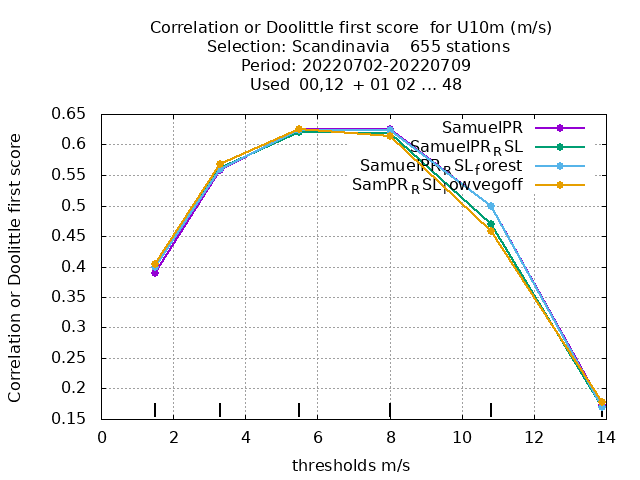 Correlation or Doolittle first score  for U10m (m/s)
Selection: Scandinavia    655 stations
Period: 20220702-20220709
Used  00,12  + 01 02 ... 48
SamuelPR
SamuelPR_RSL
SamuelPR_RSL_forest
SamPR_RSL_lowvegoff
Correlation or Doolittle first score
0.65
0.6
0.55
0.5
0.45
0.4
0.35
0.3
0.25
0.2
0.15
0 2 4 6 8 10 12 14
thresholds m/s